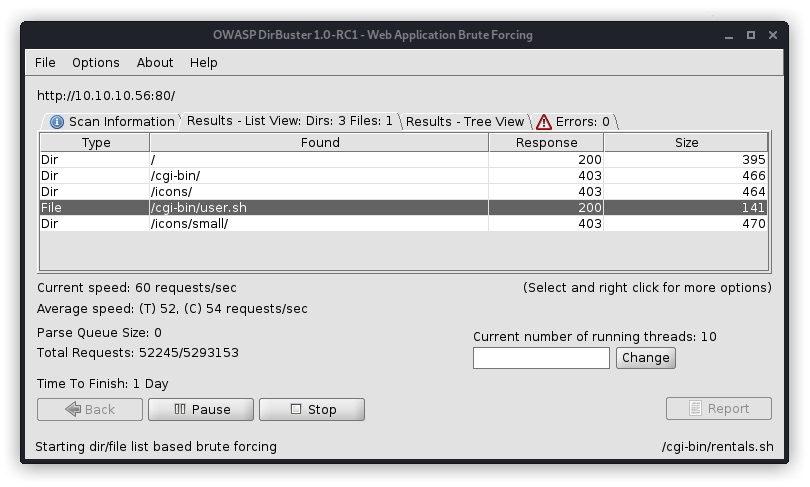 OWASP DirBuster 1.0-RC1 - Web Application Brute Forcing
File Options About Help
http://10.10.10.56:80/
Scan Information Results - List View: Dirs: 3 Files: 1 Results - Tree View Errors: 0
Type Found Response Size
Dir / 200 395
Dir /cgi-bin/ 403 466
Dir /icons/ 403 464
File /cgi-bin/user.sh 200 141
Dir /icons/small/ 403 470
Current speed: 60 requests/sec (Select and right click for more options)
Average speed: (T) 52, (C) 54 requests/sec
Parse Queue Size: 0
Current number of running threads: 10
Total Requests: 52245/5293153
Change
Time To Finish: 1 Day
Back Pause Stop Report
Starting dir/file list based brute forcing /cgi-bin/rentals.sh